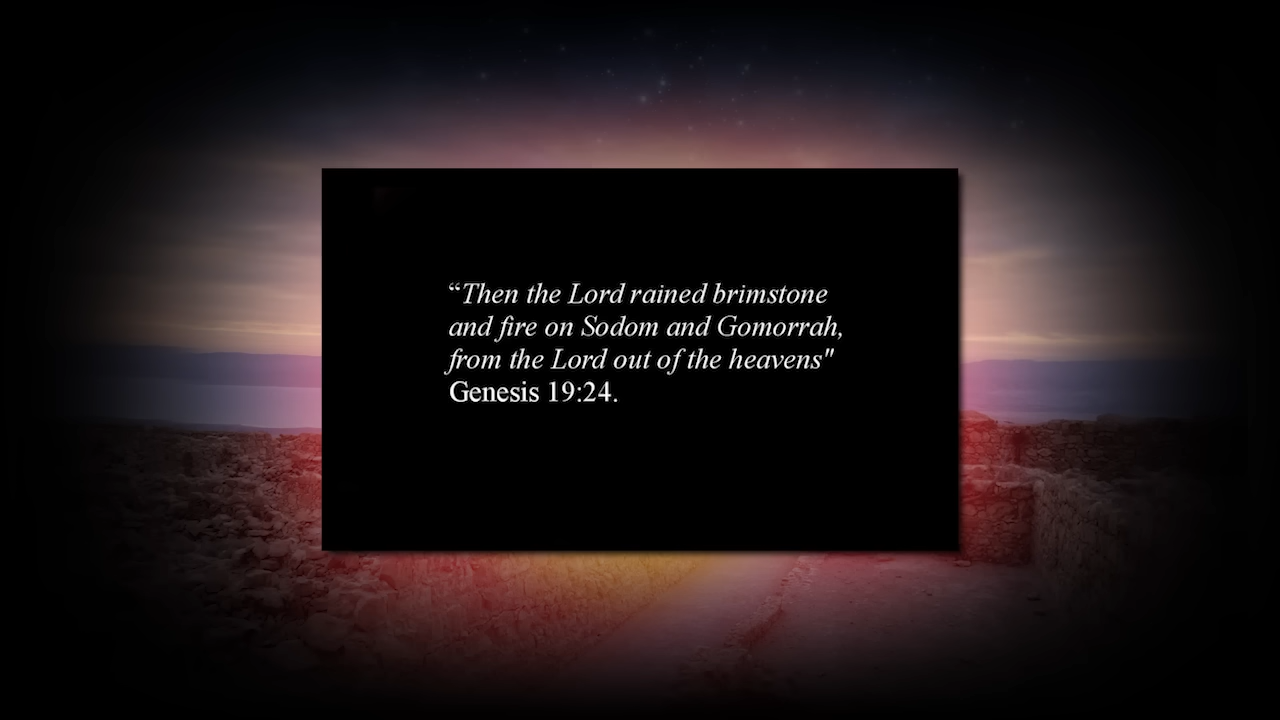 “Then the Lord rained brimstone
and fire on Sodom and Gomorrah,
from the Lord out of the heavens"
Genesis 19:24.